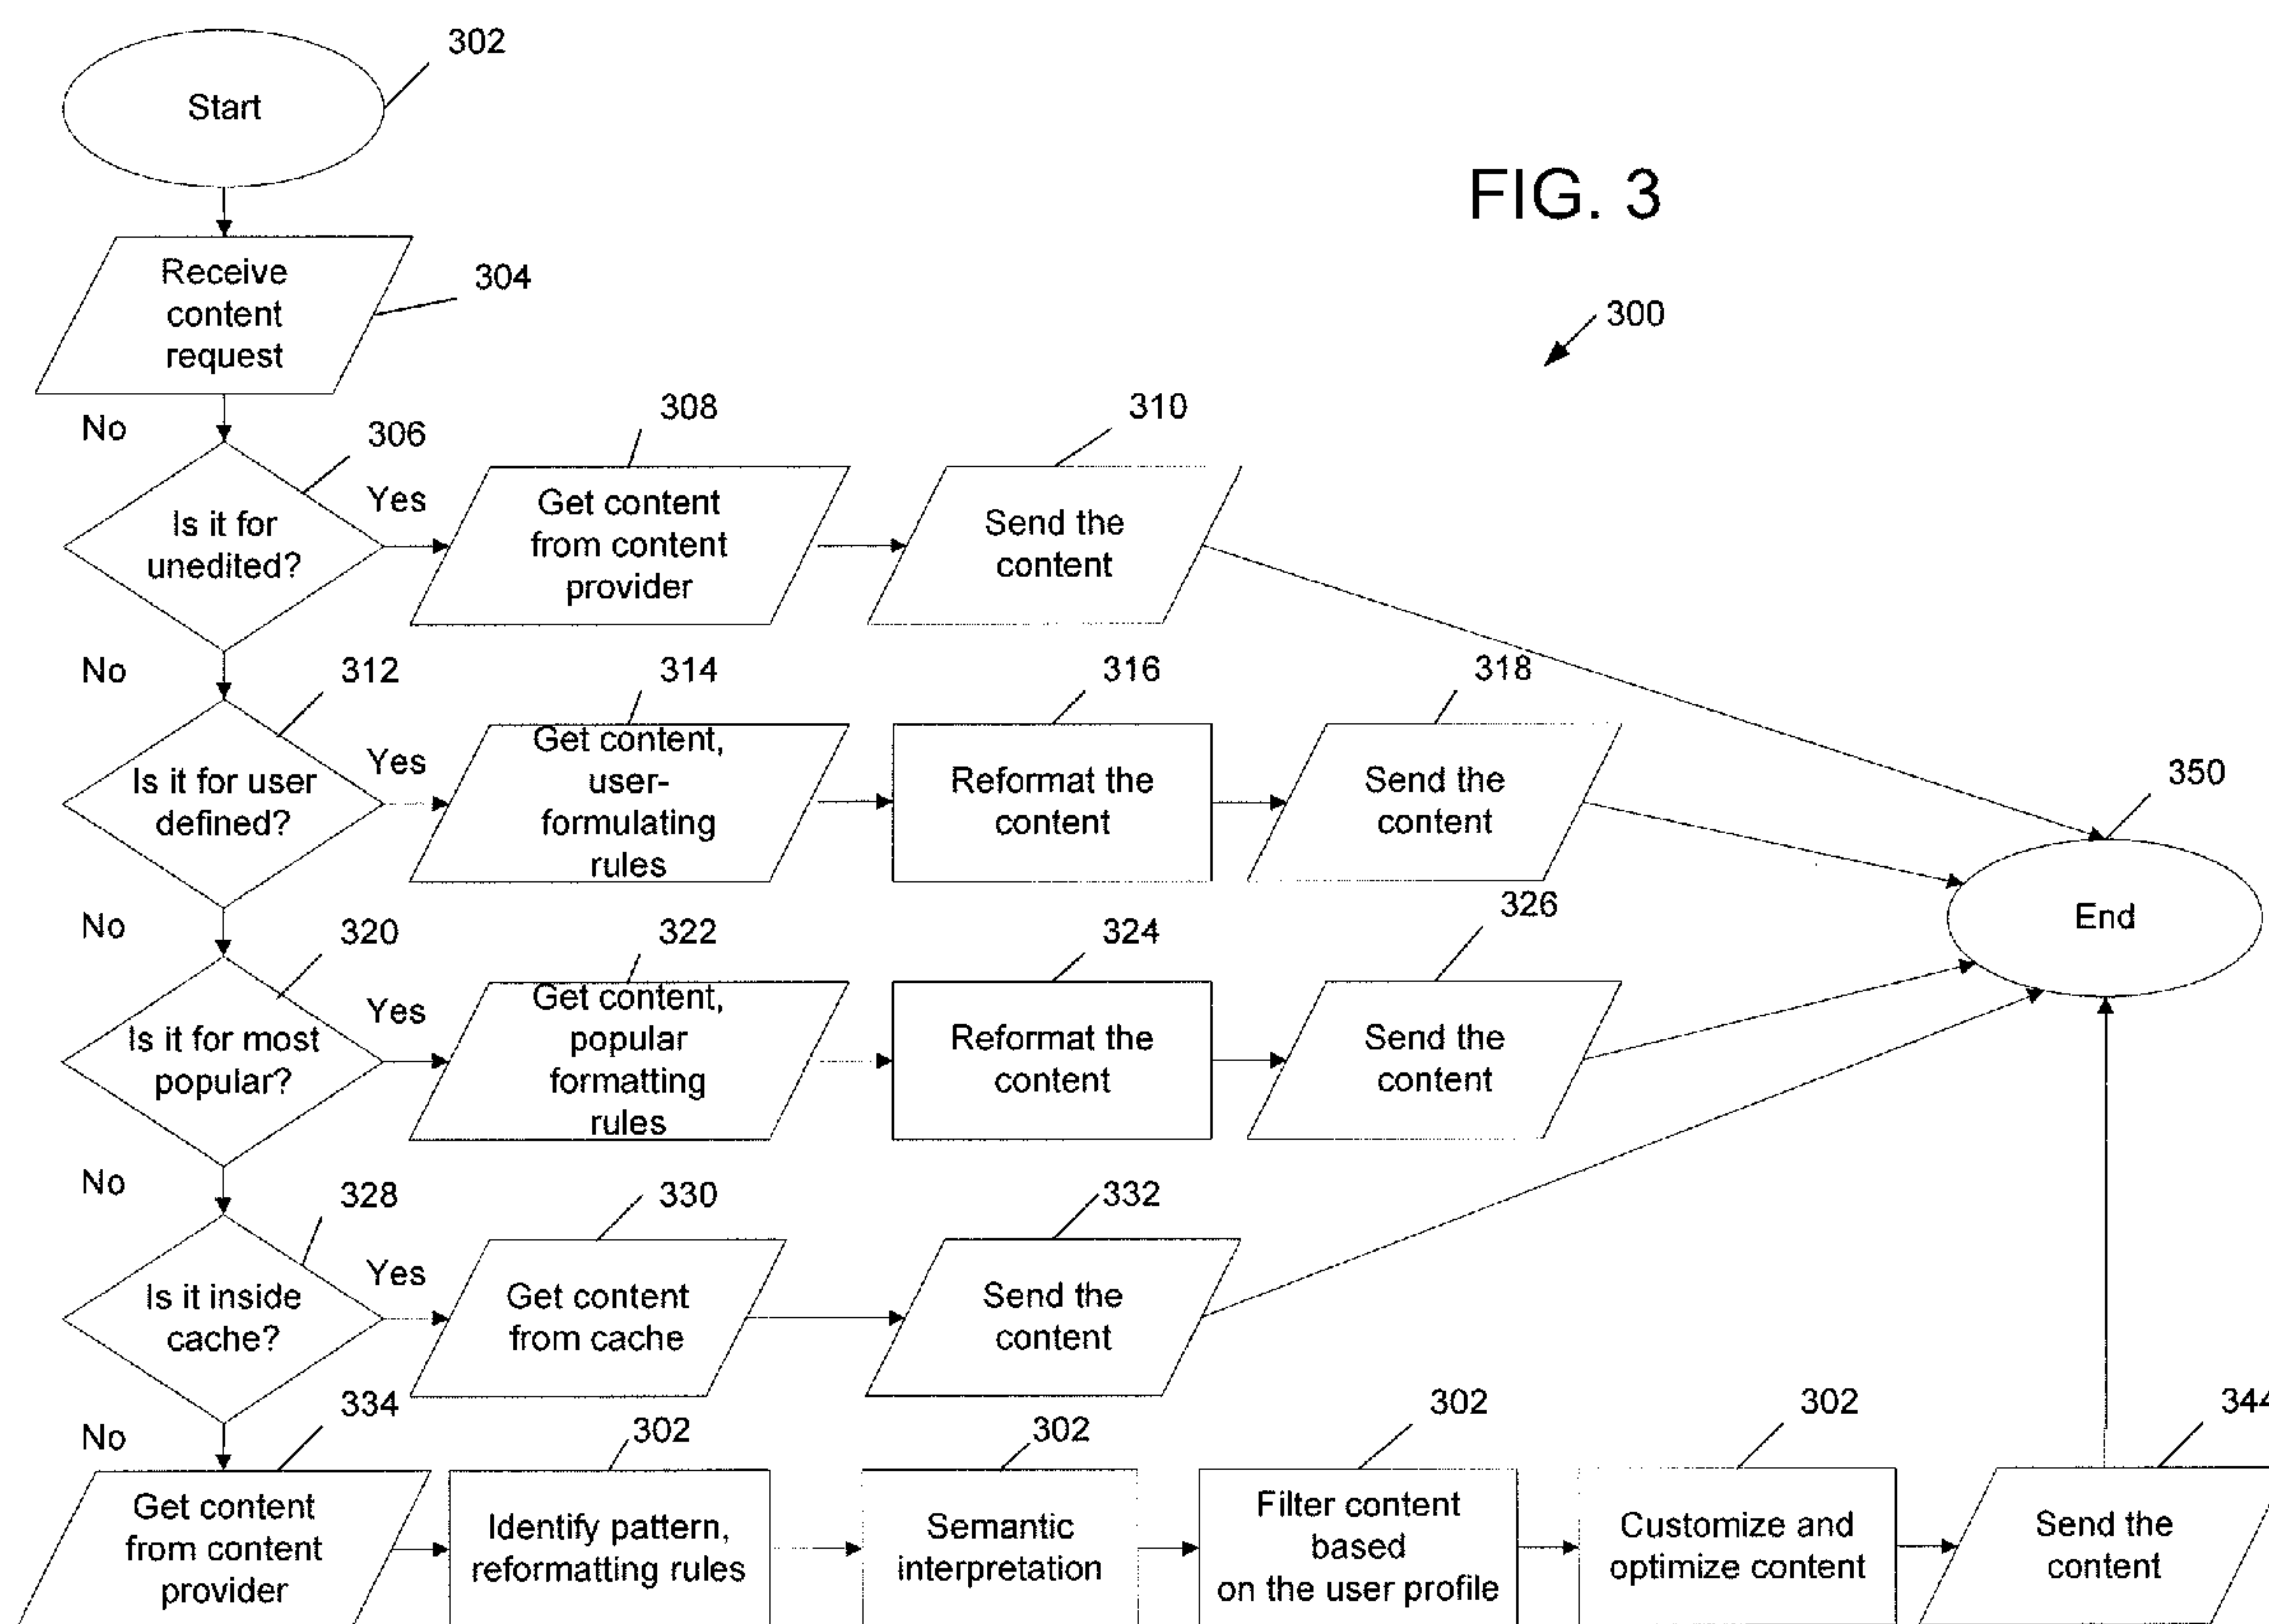 302
Start
FIG. 3
Receive
content
request
304
300
No
306
308
310
Is it for
unedited?
Yes
Get content
from content
provider
Send the
content
No
312
314
316
318
Is it for user
defined?
Yes
Get content,
user-
formulating
rules
Reformat the
content
Send the
content
350
End
No
320
322
324
326
Is it for most
popular?
Yes
Get content,
popular
formatting
rules
Reformat the
content
Send the
content
No
328
330
332
Is it inside
cache?
Yes
Get content
from cache
Send the
content
No
334
302
302
302
302
344
Get content
from content
provider
Identify pattern,
reformatting rules
Semantic
interpretation
Filter content
based
on the user profile
Customize and
optimize content
Send the
content